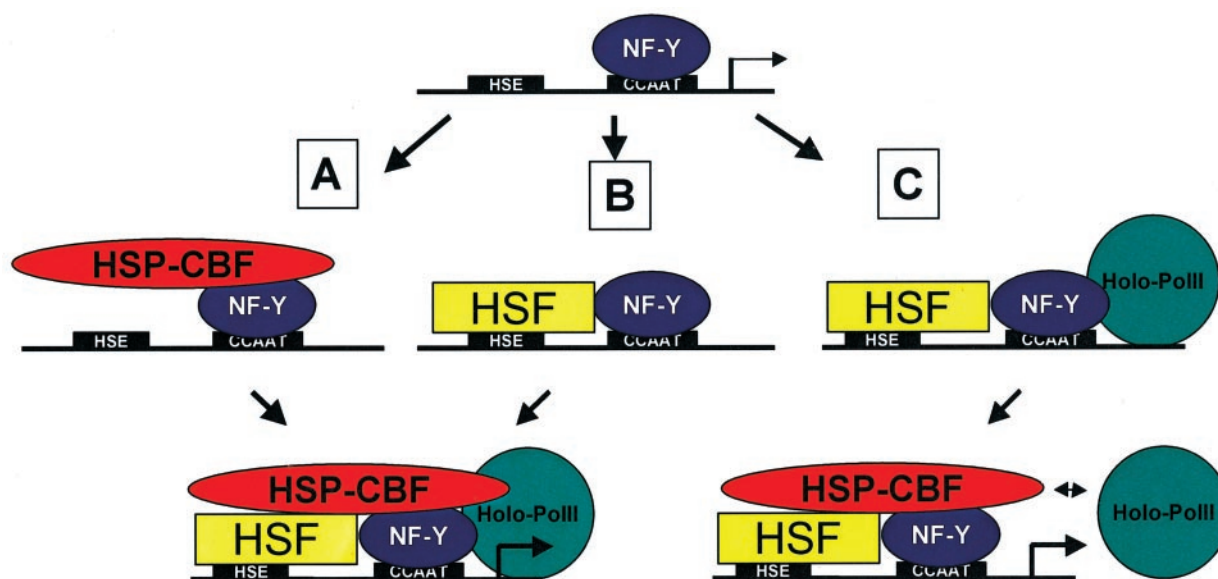 NF-Y
HSE
CCAAT
A
B
C
HSP-CBF
NF-Y
HSE
CCAAT
HSF
NF-Y
HSE
CCAAT
HSF
NF-Y
Holo-PolII
HSE
CCAAT
HSP-CBF
HSF
NF-Y
Holo-PolII
HSE
CCAAT
HSP-CBF
HSF
NF-Y
Holo-PolII
HSE
CCAAT